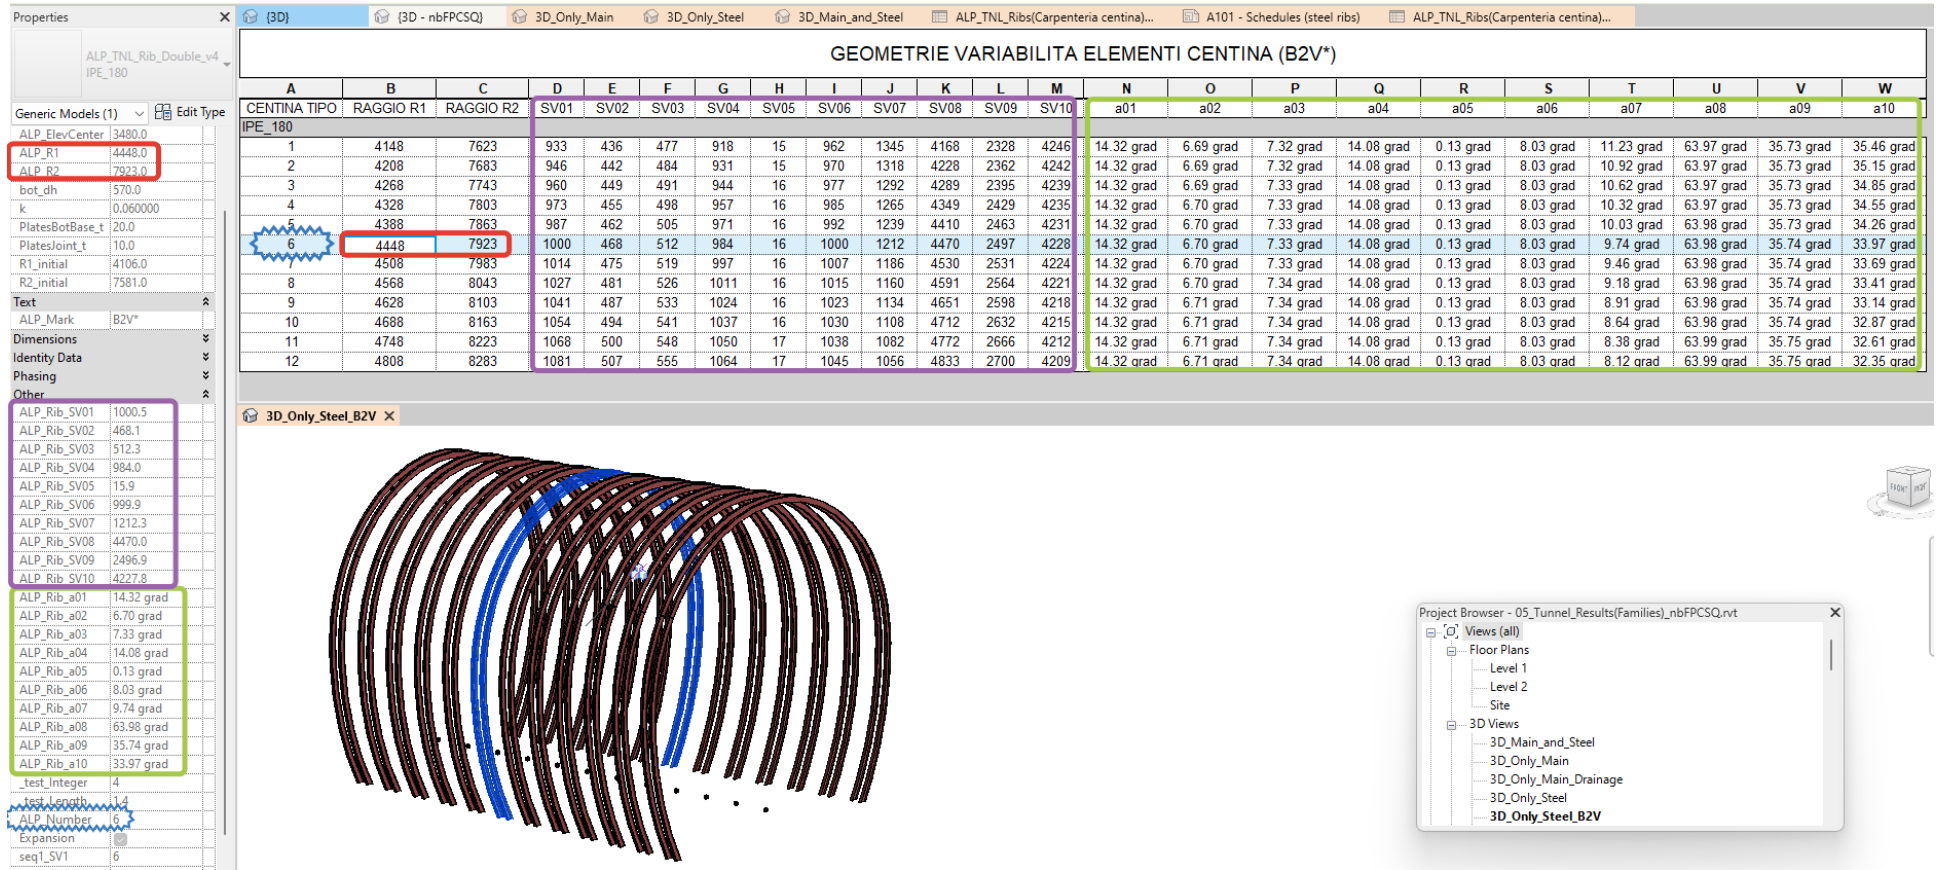 Properties
ALP_TNL_Rib_Double_v4
IPE_180
Generic Models (1) Edit Type
ALP_ElevCenter 3480.0
ALP_R1 4448.0
ALP_R2 7923.0
bot_dh 570.0
k 0.060000
PlatesBotBase_t 20.0
PlatesJoint_t 10.0
R1_initial 4106.0
R2_initial 7581.0
Text
ALP_Mark B2V*
Dimensions
Identity Data
Phasing
Other
ALP_Rib_SV01 1000.5
ALP_Rib_SV02 468.1
ALP_Rib_SV03 512.3
ALP_Rib_SV04 984.0
ALP_Rib_SV05 15.9
ALP_Rib_SV06 999.9
ALP_Rib_SV07 1212.3
ALP_Rib_SV08 4470.0
ALP_Rib_SV09 2496.9
ALP_Rib_SV10 4227.8
ALP_Rib_a01 14.32 grad
ALP_Rib_a02 6.70 grad
ALP_Rib_a03 7.33 grad
ALP_Rib_a04 14.08 grad
ALP_Rib_a05 0.13 grad
ALP_Rib_a06 8.03 grad
ALP_Rib_a07 9.74 grad
ALP_Rib_a08 63.98 grad
ALP_Rib_a09 35.74 grad
ALP_Rib_a10 33.97 grad
_test_Integer 4
_test_Length 1.4
ALP_Number 6
Expansion
seq1_SV1 6
{3D} {3D - nbFPCSQ} 3D_Only_Main 3D_Only_Steel 3D_Main_and_Steel ALP_TNL_Ribs(Carpenteria centina)... A101 - Schedules (steel ribs) ALP_TNL_Ribs(Carpenteria centina)...
GEOMETRIE VARIABILITA ELEMENTI CENTINA (B2V*)
A B C D E F G H I J K L M N O P Q R S T U V W
CENTINA TIPO RAGGIO R1 RAGGIO R2 SV01 SV02 SV03 SV04 SV05 SV06 SV07 SV08 SV09 SV10 a01 a02 a03 a04 a05 a06 a07 a08 a09 a10
IPE_180
1 4148 7623 933 436 477 918 15 962 1345 4168 2328 4246 14.32 grad 6.69 grad 7.32 grad 14.08 grad 0.13 grad 8.03 grad 11.23 grad 63.97 grad 35.73 grad 35.46 grad
2 4208 7683 946 442 484 931 15 970 1318 4228 2362 4242 14.32 grad 6.69 grad 7.32 grad 14.08 grad 0.13 grad 8.03 grad 10.92 grad 63.97 grad 35.73 grad 35.15 grad
3 4268 7743 960 449 491 944 16 977 1292 4289 2395 4239 14.32 grad 6.69 grad 7.33 grad 14.08 grad 0.13 grad 8.03 grad 10.62 grad 63.97 grad 35.73 grad 34.85 grad
4 4328 7803 973 455 498 957 16 985 1265 4349 2429 4235 14.32 grad 6.70 grad 7.33 grad 14.08 grad 0.13 grad 8.03 grad 10.32 grad 63.97 grad 35.73 grad 34.55 grad
5 4388 7863 987 462 505 971 16 992 1239 4410 2463 4231 14.32 grad 6.70 grad 7.33 grad 14.08 grad 0.13 grad 8.03 grad 10.03 grad 63.98 grad 35.73 grad 34.26 grad
6 4448 7923 1000 468 512 984 16 1000 1212 4470 2497 4228 14.32 grad 6.70 grad 7.33 grad 14.08 grad 0.13 grad 8.03 grad 9.74 grad 63.98 grad 35.74 grad 33.97 grad
7 4508 7983 1014 475 519 997 16 1007 1186 4530 2531 4224 14.32 grad 6.70 grad 7.33 grad 14.08 grad 0.13 grad 8.03 grad 9.46 grad 63.98 grad 35.74 grad 33.69 grad
8 4568 8043 1027 481 526 1011 16 1015 1160 4591 2564 4221 14.32 grad 6.70 grad 7.34 grad 14.08 grad 0.13 grad 8.03 grad 9.18 grad 63.98 grad 35.74 grad 33.41 grad
9 4628 8103 1041 487 533 1024 16 1023 1134 4651 2598 4218 14.32 grad 6.71 grad 7.34 grad 14.08 grad 0.13 grad 8.03 grad 8.91 grad 63.98 grad 35.74 grad 33.14 grad
10 4688 8163 1054 494 541 1037 16 1030 1108 4712 2632 4215 14.32 grad 6.71 grad 7.34 grad 14.08 grad 0.13 grad 8.03 grad 8.64 grad 63.98 grad 35.74 grad 32.87 grad
11 4748 8223 1068 500 548 1050 17 1038 1082 4772 2666 4212 14.32 grad 6.71 grad 7.34 grad 14.08 grad 0.13 grad 8.03 grad 8.38 grad 63.99 grad 35.75 grad 32.61 grad
12 4808 8283 1081 507 555 1064 17 1045 1056 4833 2700 4209 14.32 grad 6.71 grad 7.34 grad 14.08 grad 0.13 grad 8.03 grad 8.12 grad 63.99 grad 35.75 grad 32.35 grad
3D_Only_Steel_B2V
FRONT
Project Browser - 05_Tunnel_Results(Families)_nbFPCSQ.rvt
Views (all)
Floor Plans
Level 1
Level 2
Site
3D Views
3D_Main_and_Steel
3D_Only_Main
3D_Only_Main_Drainage
3D_Only_Steel
3D_Only_Steel_B2V